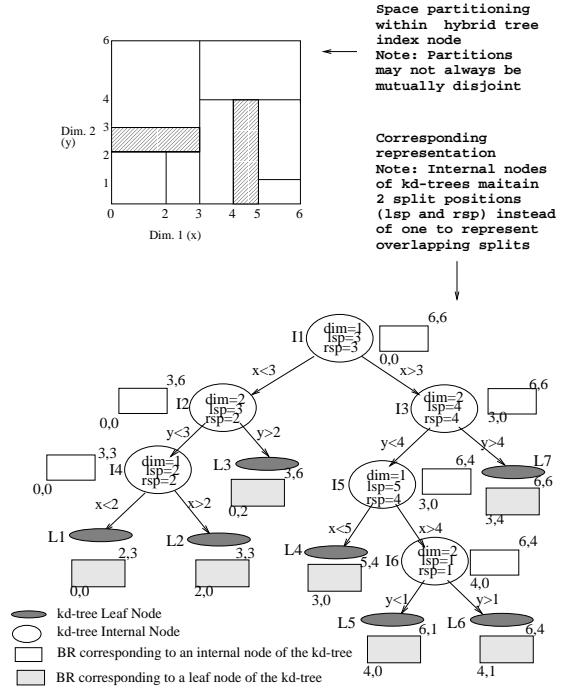 Space partitioning
within hybrid tree
index node
Note: Partitions
may not always be
mutually disjoint
6
4
Dim. 2
(y)
3
2
1
0 2 3 4 5 6
Dim. 1 (x)
Corresponding
representation
Note: Internal nodes
of kd-trees maitain
2 split positions
(lsp and rsp) instead
of one to represent
overlapping splits
I1
dim=1
lsp=3
rsp=3
6,6
0,0
x<3
x>3
3,6
0,0
I2
dim=2
lsp=3
rsp=2
I3
dim=2
lsp=4
rsp=4
6,6
3,0
y<3
y>2
y<4
y>4
3,3
0,0
I4
dim=1
lsp=2
rsp=2
L3
3,6
0,2
I5
dim=1
lsp=5
rsp=4
6,4
3,0
L7
6,6
3,4
x<2
x>2
x<5
x>4
L1
2,3
0,0
L2
3,3
2,0
L4
5,4
3,0
I6
dim=2
lsp=1
rsp=1
6,4
4,0
y<1
y>1
L5
6,1
4,0
L6
6,4
4,1
kd-tree Leaf Node
kd-tree Internal Node
BR corresponding to an internal node of the kd-tree
BR corresponding to a leaf node of the kd-tree